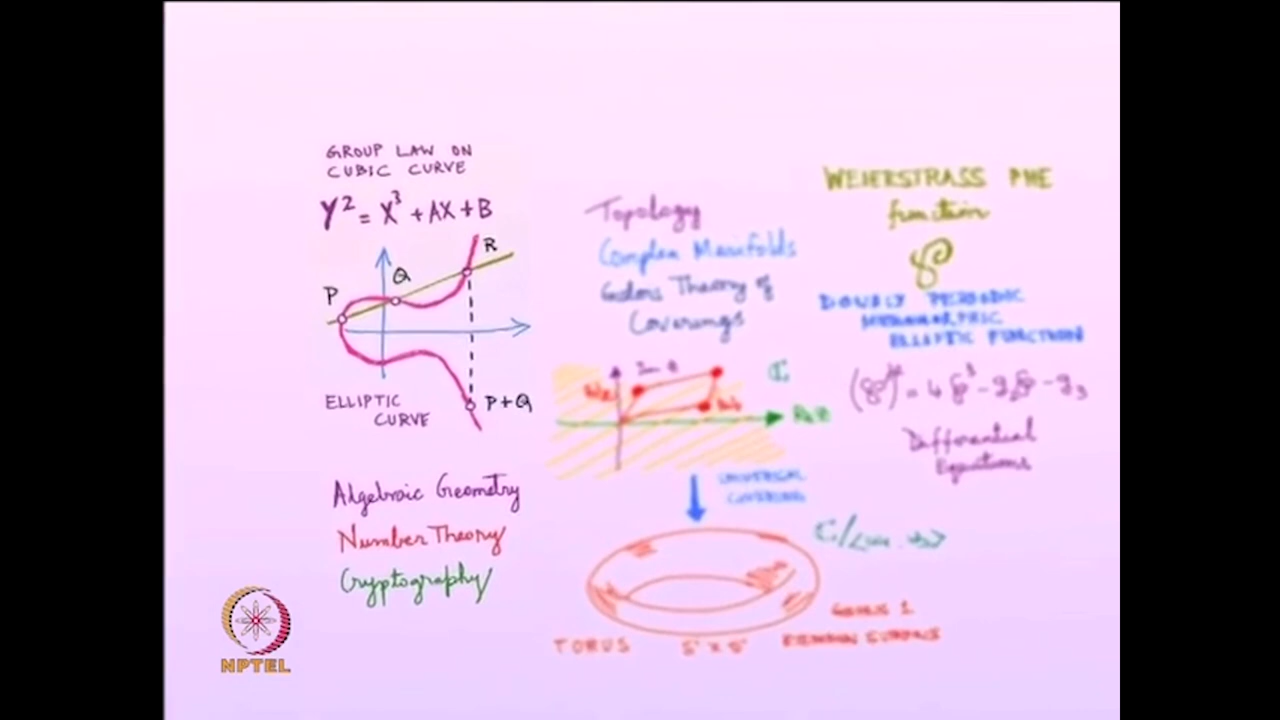 GROUP LAW ON
CUBIC CURVE
Y² = X³ + AX + B
R
Q
P
P+Q
ELLIPTIC
CURVE
Algebraic Geometry
Number Theory
Cryptography
Topology
Complex Manifolds
Galois Theory of
Coverings
UNIVERSAL
COVERING
TORUS
GENUS 1
RIEMANN SURFACE
WEIERSTRASS PHE
function
℘
DOUBLY PERIODIC
MEROMORPHIC
ELLIPTIC FUNCTION
Differential
Equations
NPTEL